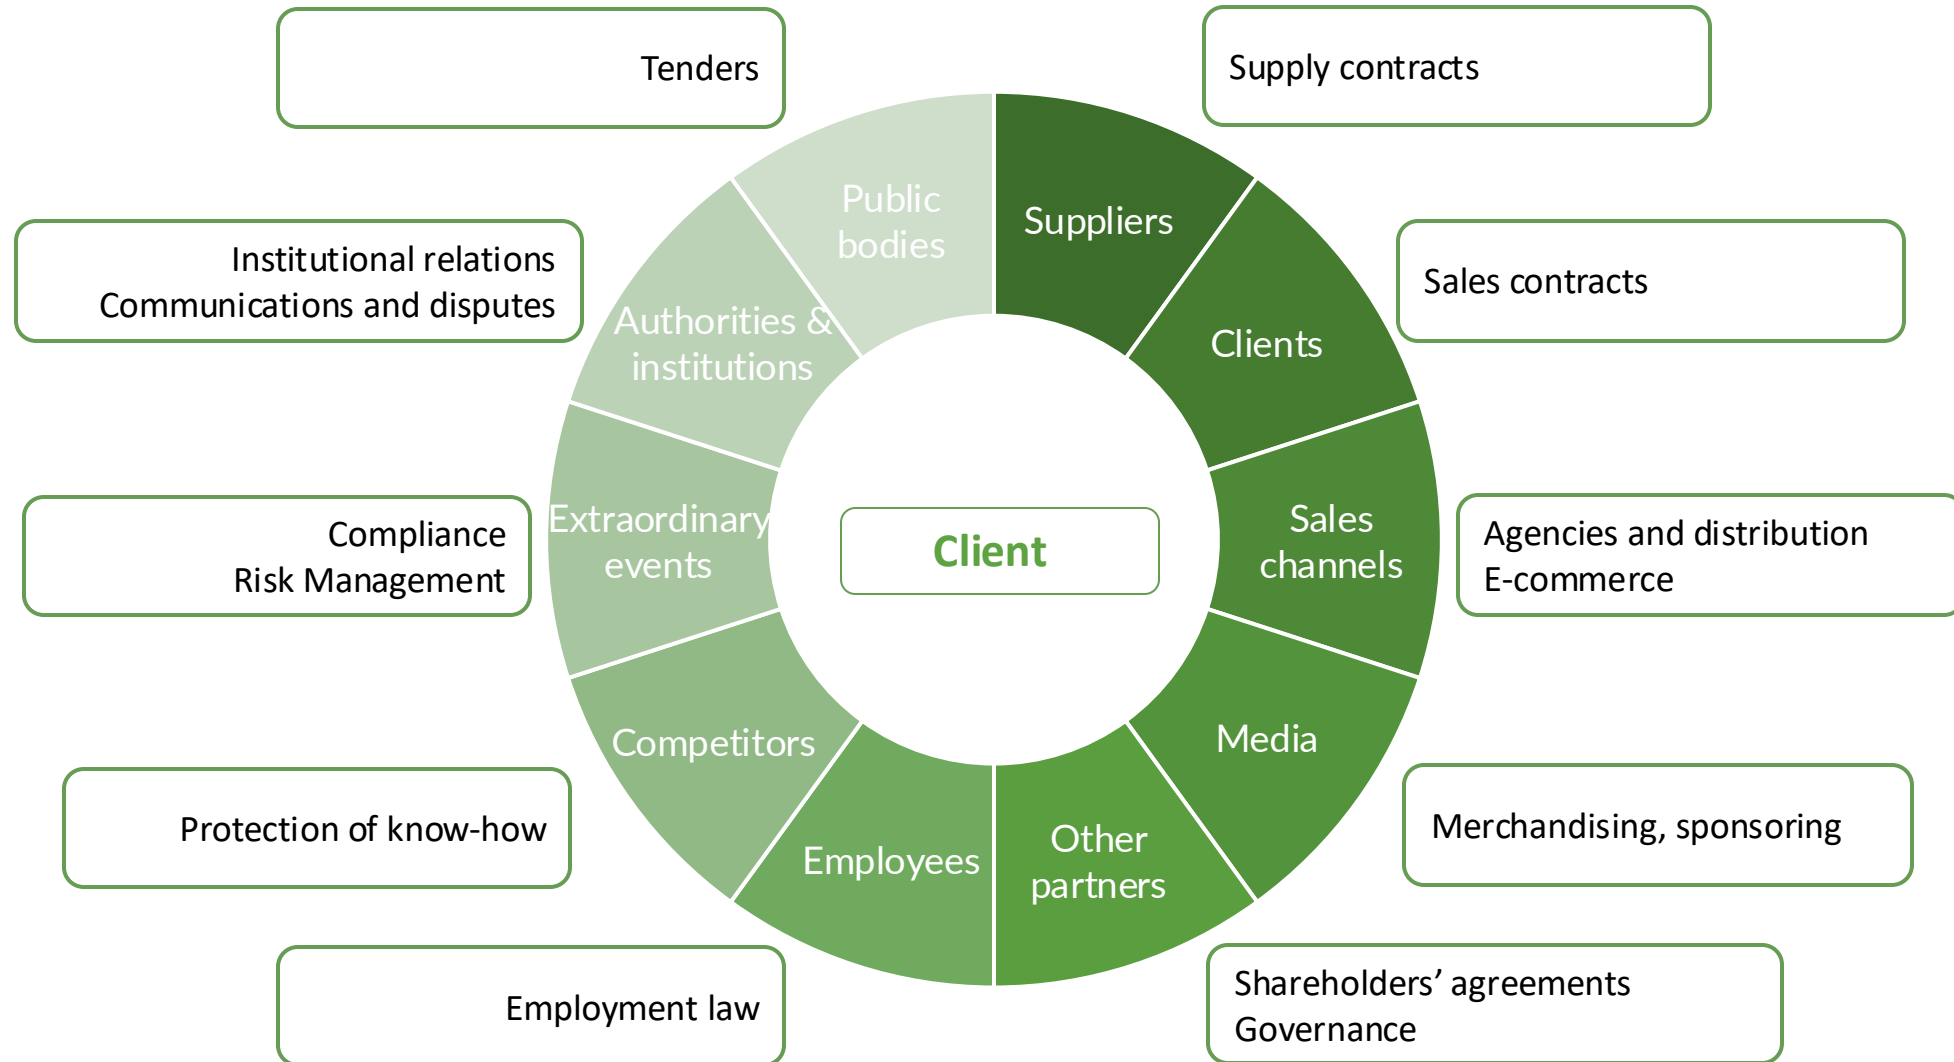 Tenders
Supply contracts
Public
bodies
Suppliers
Institutional relations
Communications and disputes
Authorities &
institutions
Clients
Sales contracts
Compliance
Risk Management
Extraordinary
events
Client
Sales
channels
Agencies and distribution
E-commerce
Competitors
Media
Protection of know-how
Merchandising, sponsoring
Employees
Other
partners
Employment law
Shareholders’ agreements
Governance